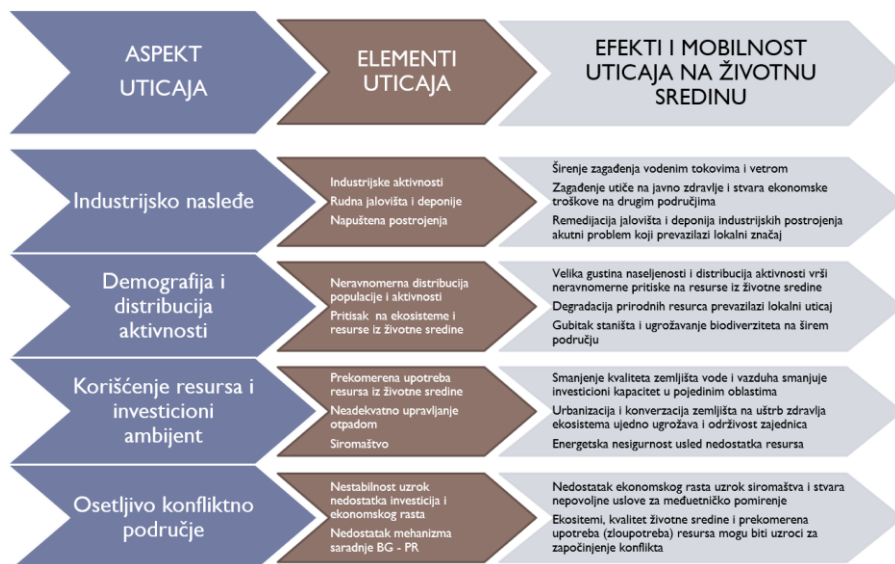 ASPEKT
UTICAJA
ELEMENTI
UTICAJA
EFEKTI I MOBILNOST
UTICAJA NA ŽIVOTNU
SREDINU
Industrijsko nasleđe
Industrijske aktivnosti
Rudna jalovišta i deponije
Napuštena postrojenja
Širenje zagađenja vodenim tokovima i vetrom
Zagađenje utiče na javno zdravlje i stvara ekonomske
troškove na drugim područjima
Remedijacija jalovišta i deponija industrijskih postrojenja
akutni problem koji prevazilazi lokalni značaj
Demografija i
distribucija
aktivnosti
Neravnomerna distribucija
populacije i aktivnosti
Pritisak na ekosisteme i
resurse iz životne sredine
Velika gustina naseljenosti i distribucija aktivnosti vrši
neravnomerne pritiske na resurse iz životne sredine
Degradacija prirodnih resurca prevazilazi lokalni uticaj
Gubitak staništa i ugrožavanje biodiverziteta na širem
području
Korišćenje resursa i
investicioni
ambijent
Prekomerena upotreba
resursa iz životne sredine
Neadekvatno upravljanje
otpadom
Siromaštvo
Smanjenje kvaliteta zemljišta vode i vazduha smanjuje
investicioni kapacitet u pojedinim oblastima
Urbanizacija i konverzacija zemljišta na uštrb zdravlja
ekosistema ujedno ugrožava i održivost zajednica
Energetska nesigurnost usled nedostatka resursa
Osetljivo konfliktno
područje
Nestabilnost uzrok
nedostatka investicija i
ekonomskog rasta
Nedostatak mehanizma
saradnje BG - PR
Nedostatak ekonomskog rasta uzrok siromaštva i stvara
nepovoljne uslove za međuetničko pomirenje
Ekositemi, kvalitet životne sredine i prekomerena
upotreba (zloupotreba) resursa mogu biti uzroci za
započinjenje konflikta